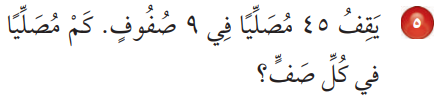 ٥ يَقِفُ ٤٥ مُصَلِّيًا فِي ٩ صُفُوفٍ. كَمْ مُصَلِّيًا
فِي كُلِّ صَفٍّ؟